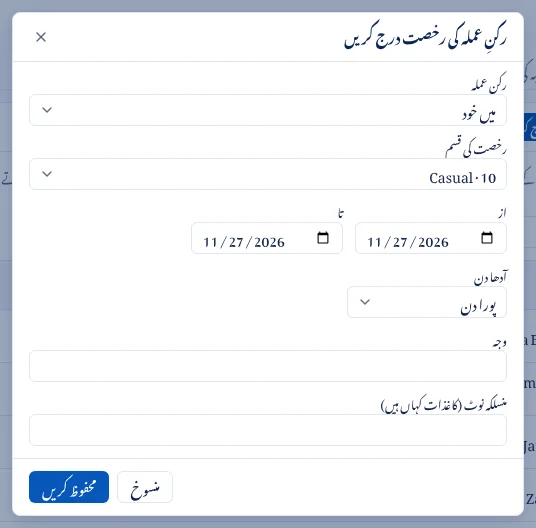 رکنِ عملہ کی رخصت درج کریں
رکن عملہ
میں خود
رخصت کی قسم
Casual · 10
از
تا
11/27/2026
11/27/2026
آدھا دن
پورا دن
وجہ
منسلکہ نوٹ (کاغذات کہاں ہیں)
منسوخ
محفوظ کریں